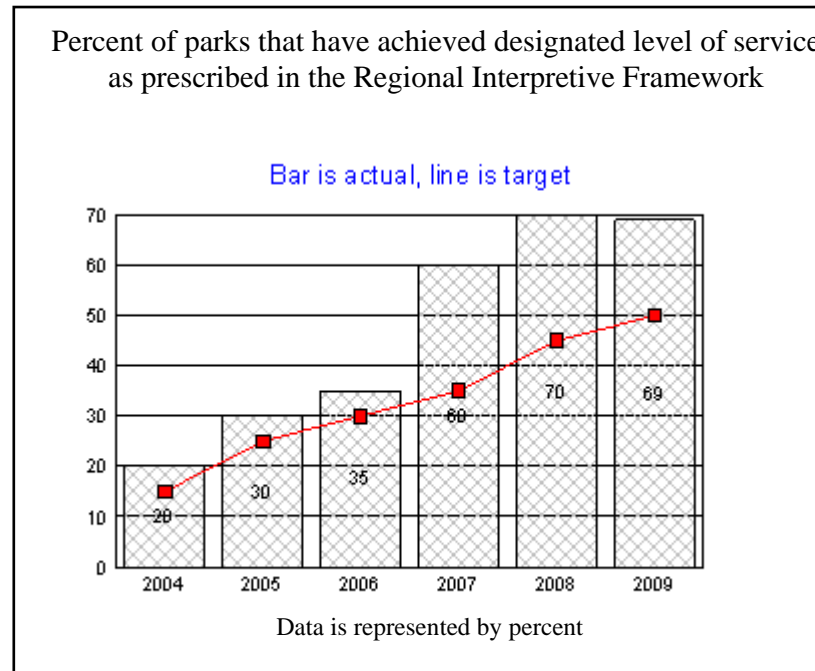 Percent of parks that have achieved designated level of service
as prescribed in the Regional Interpretive Framework
Bar is actual, line is target
70
60
50
40
30
20
10
0
20
30
35
60
70
69
2004 2005 2006 2007 2008 2009
Data is represented by percent